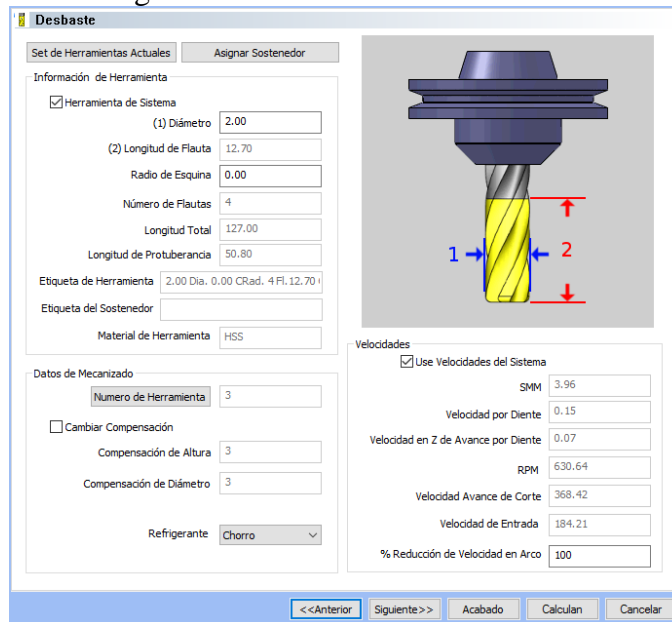 Desbaste
Set de Herramientas Actuales
Asignar Sostenedor
Información de Herramienta
Herramienta de Sistema
(1) Diámetro 2.00
(2) Longitud de Flauta 12.70
Radio de Esquina 0.00
Número de Flautas 4
Longitud Total 127.00
Longitud de Protuberancia 50.80
Etiqueta de Herramienta 2.00 Dia. 0.00 CRad. 4 Fl. 12.70
Etiqueta del Sostenedor
Material de Herramienta HSS
Datos de Mecanizado
Numero de Herramienta 3
Cambiar Compensación
Compensación de Altura 3
Compensación de Diámetro 3
Refrigerante Chorro
1
2
Velocidades
Use Velocidades del Sistema
SMM 3.96
Velocidad por Diente 0.15
Velocidad en Z de Avance por Diente 0.07
RPM 630.64
Velocidad Avance de Corte 368.42
Velocidad de Entrada 184.21
% Reducción de Velocidad en Arco 100
<<Anterior
Siguiente>>
Acabado
Calculan
Cancelar